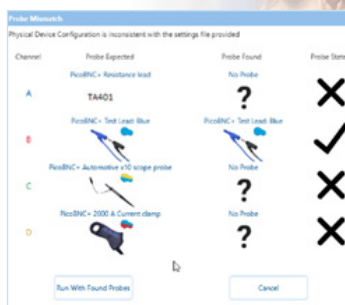 Probe Mismatch
Physical Device Configuration is inconsistent with the settings file provided
Channel Probe Expected Probe Found Probe State
PicoBNC+ Resistance lead No Probe
A TA401 ?
PicoBNC+ Test Lead: Blue PicoBNC+ Test Lead: Blue
B
PicoBNC+ Automotive x10 scope probe No Probe
C ?
PicoBNC+ 2000 A Current clamp No Probe
D ?
Run With Found Probes Cancel